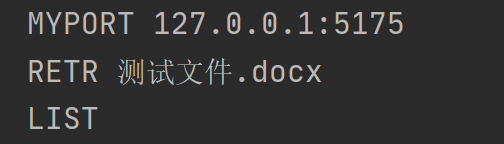 MYPORT 127.0.0.1:5175
RETR 测试文件.docx
LIST